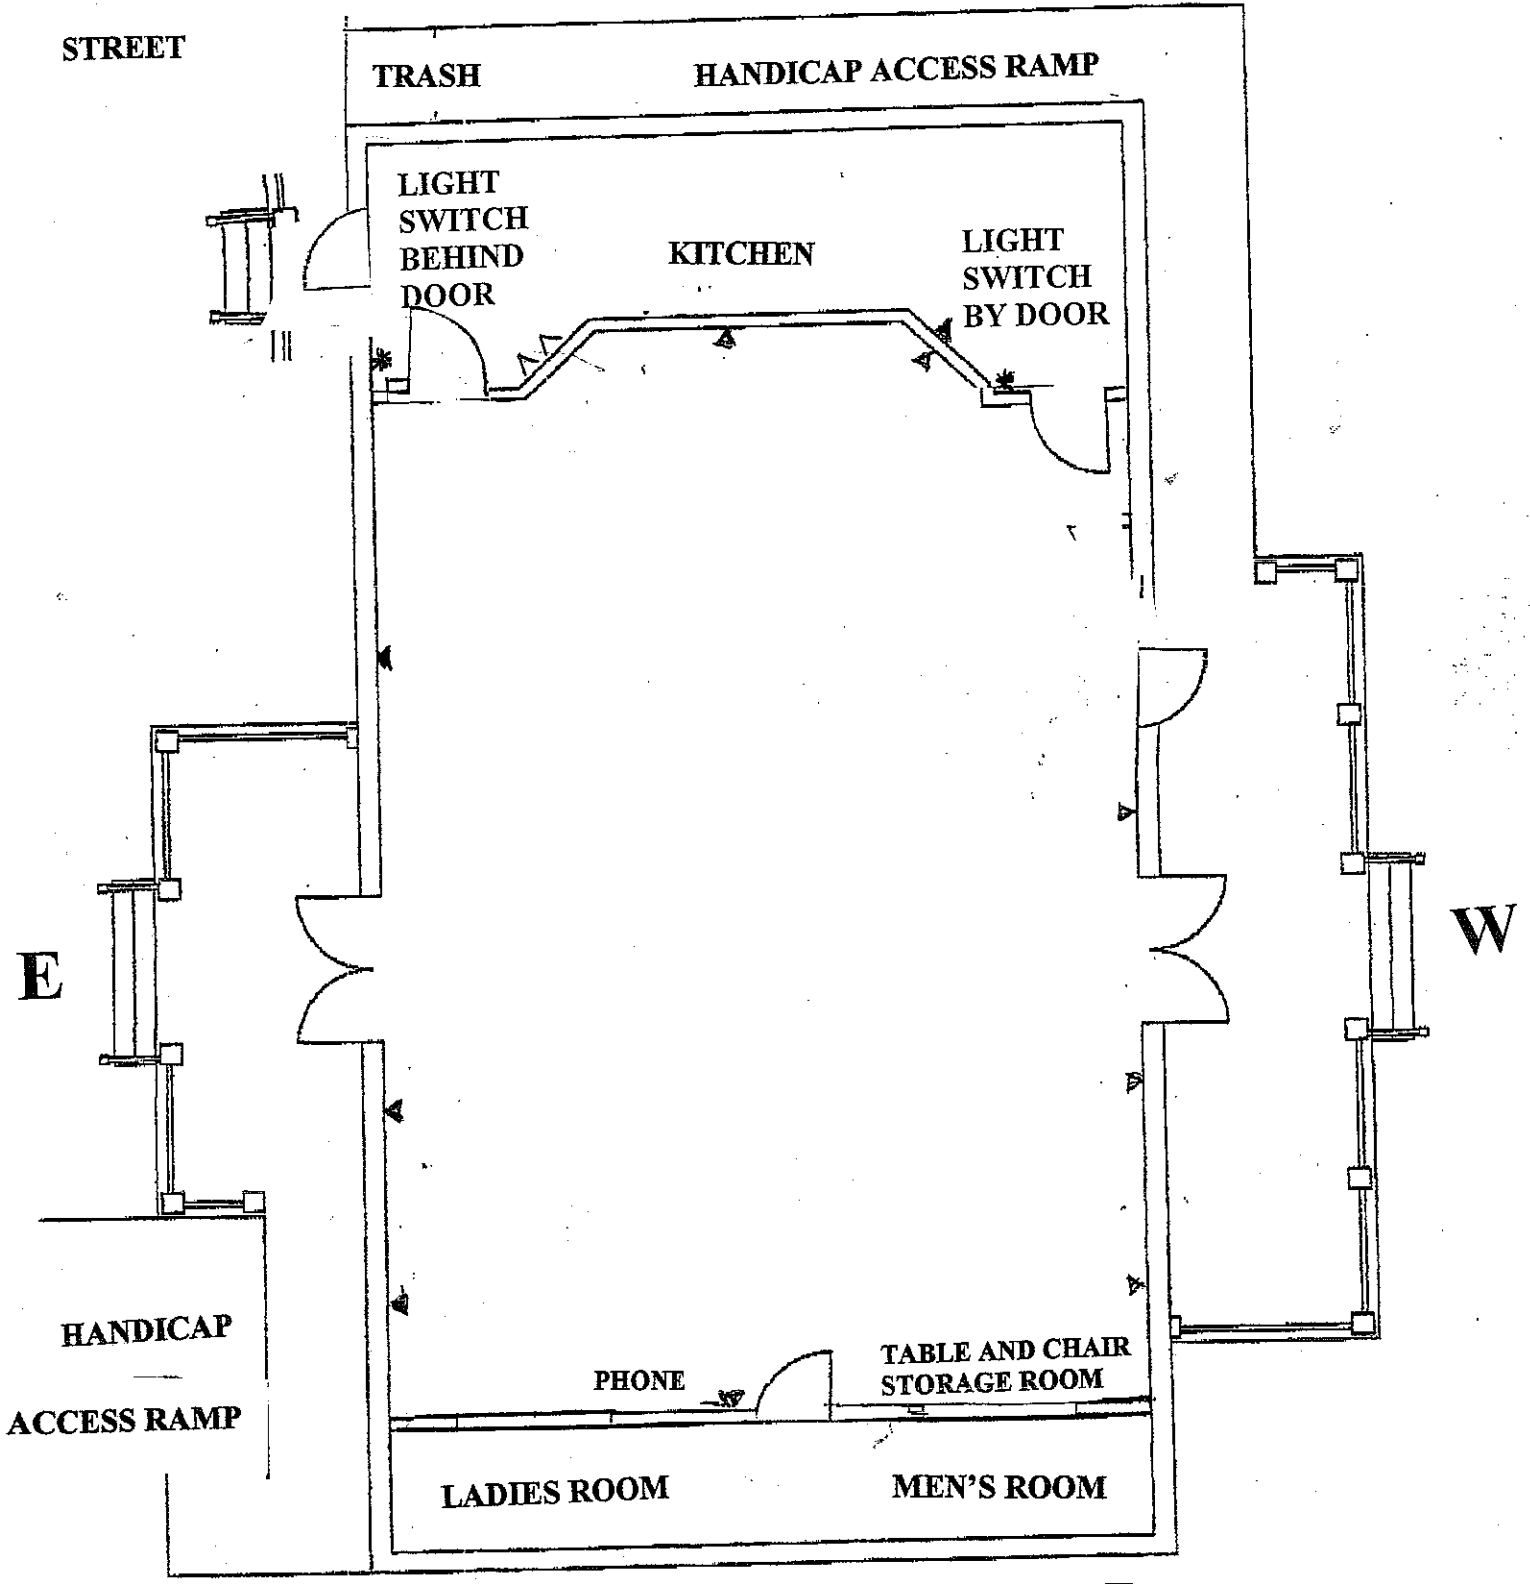 STREET
TRASH
HANDICAP ACCESS RAMP
LIGHT
SWITCH
BEHIND
DOOR
KITCHEN
LIGHT
SWITCH
BY DOOR
E
W
HANDICAP
ACCESS RAMP
PHONE
TABLE AND CHAIR
STORAGE ROOM
LADIES ROOM
MEN'S ROOM